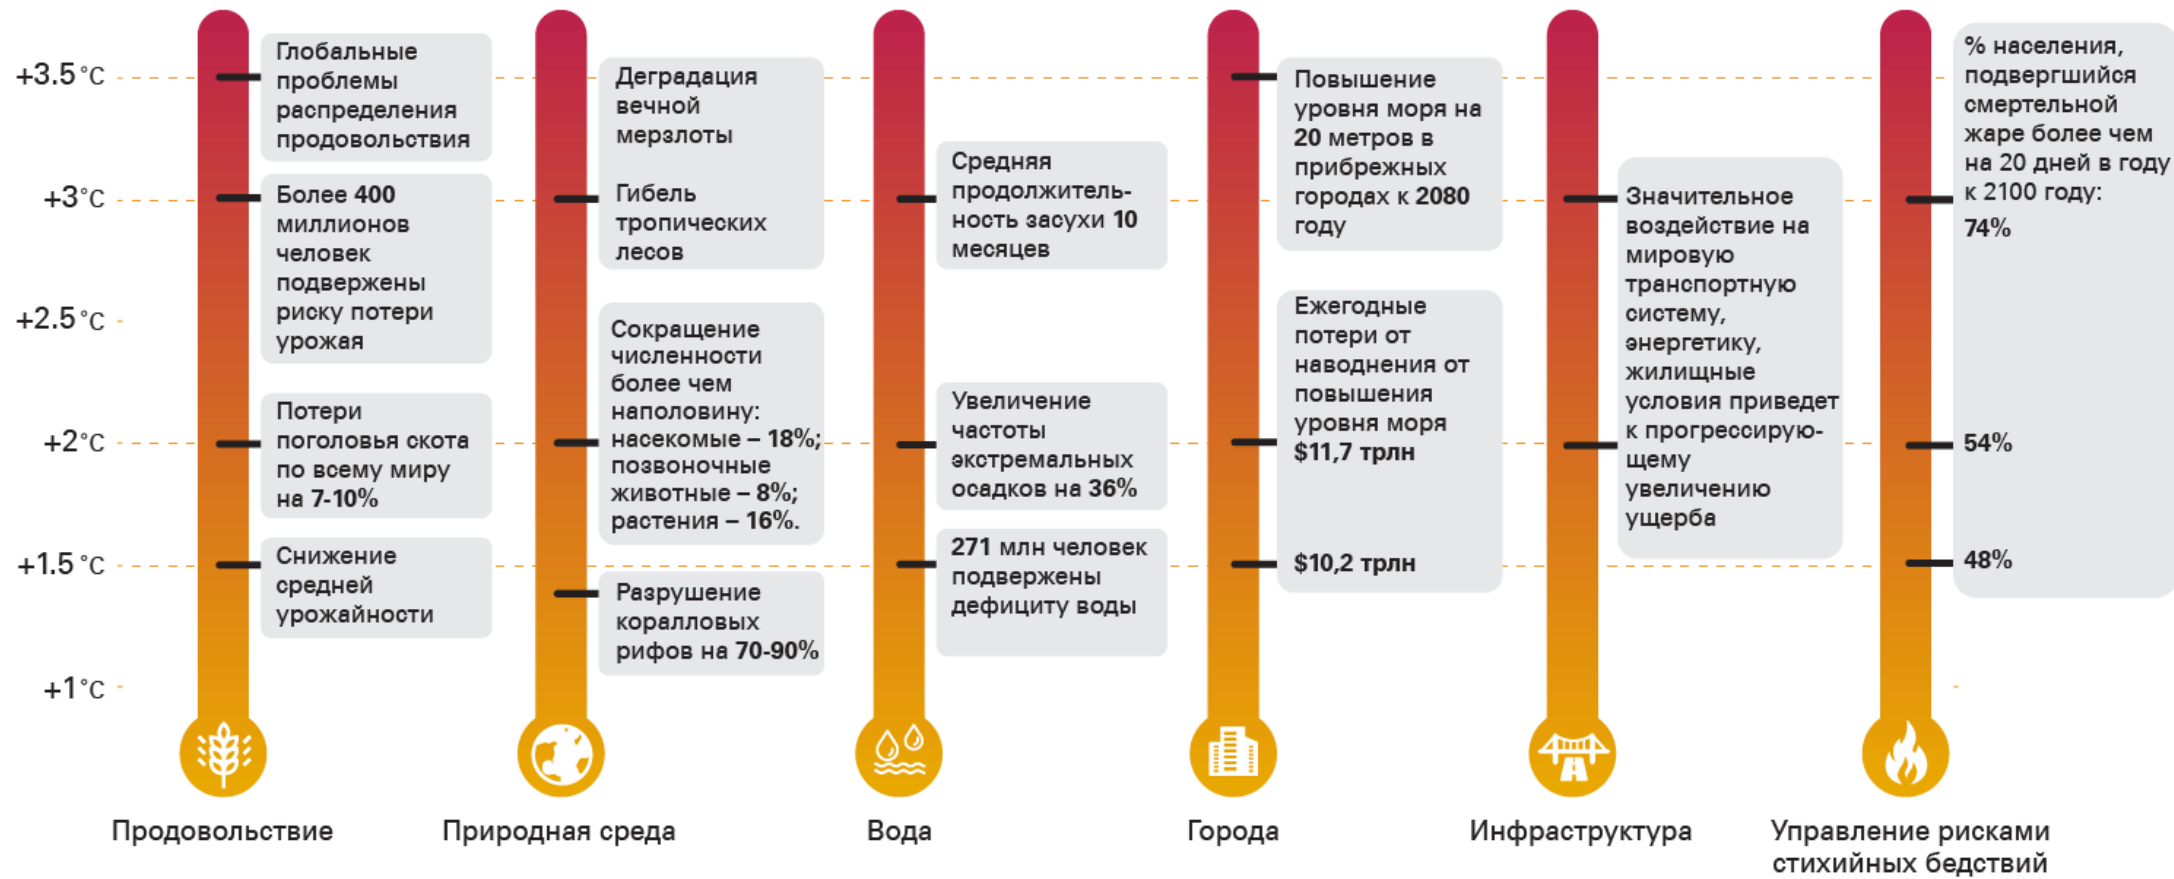 +3.5°C
+3°C
+2.5°C
+2°C
+1.5°C
+1°C
Глобальные
проблемы
распределения
продовольствия
Более 400
миллионов
человек
подвержены
риску потери
урожая
Потери
поголовья скота
по всему миру
на 7-10%
Снижение
средней
урожайности
Продовольствие
Деградация
вечной
мерзлоты
Гибель
тропических
лесов
Сокращение
численности
более чем
наполовину:
насекомые – 18%;
позвоночные
животные – 8%;
растения – 16%.
Разрушение
коралловых
рифов на 70-90%
Природная среда
Средняя
продолжитель-
ность засухи 10
месяцев
Увеличение
частоты
экстремальных
осадков на 36%
271 млн человек
подвержены
дефициту воды
Вода
Повышение
уровня моря на
20 метров в
прибрежных
городах к 2080
году
Ежегодные
потери от
наводнения от
повышения
уровня моря
$11,7 трлн
$10,2 трлн
Города
Значительное
воздействие на
мировую
транспортную
систему,
энергетику,
жилищные
условия приведет
к прогрессирую-
щему
увеличению
ущерба
Инфраструктура
% населения,
подвергшийся
смертельной
жаре более чем
на 20 дней в году
к 2100 году:
74%
54%
48%
Управление рисками
стихийных бедствий